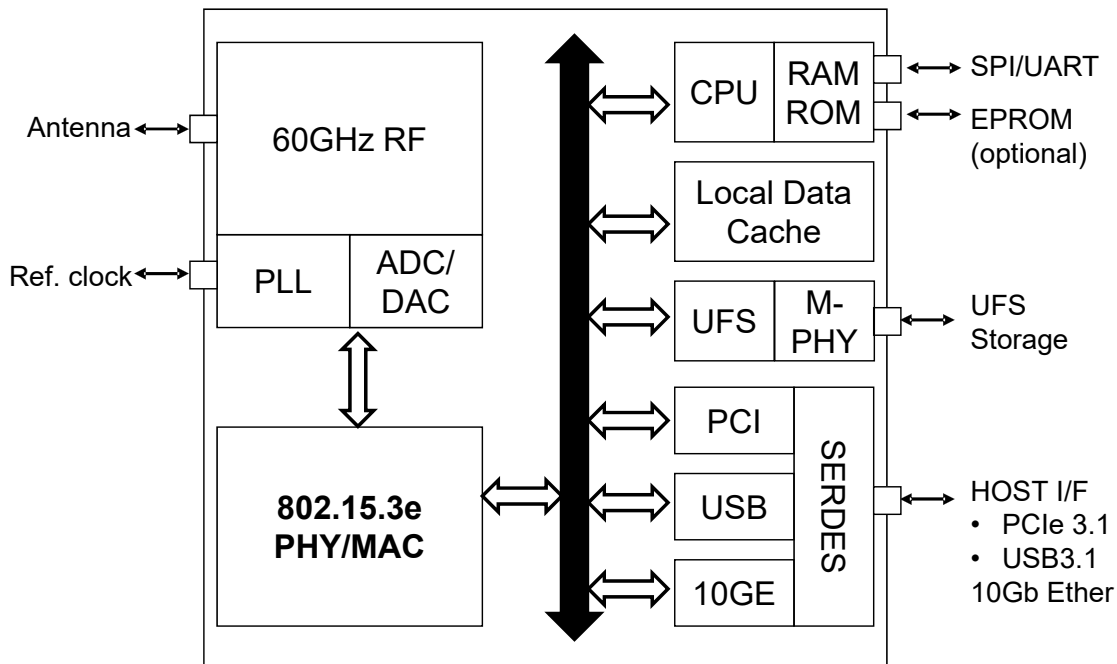 Antenna
Ref. clock
60GHz RF
PLL
ADC/
DAC
802.15.3e
PHY/MAC
CPU
RAM
ROM
Local Data
Cache
UFS
M-
PHY
PCI
USB
10GE
SERDES
SPI/UART
EPROM
(optional)
UFS
Storage
HOST I/F
• PCIe 3.1
• USB3.1
10Gb Ether